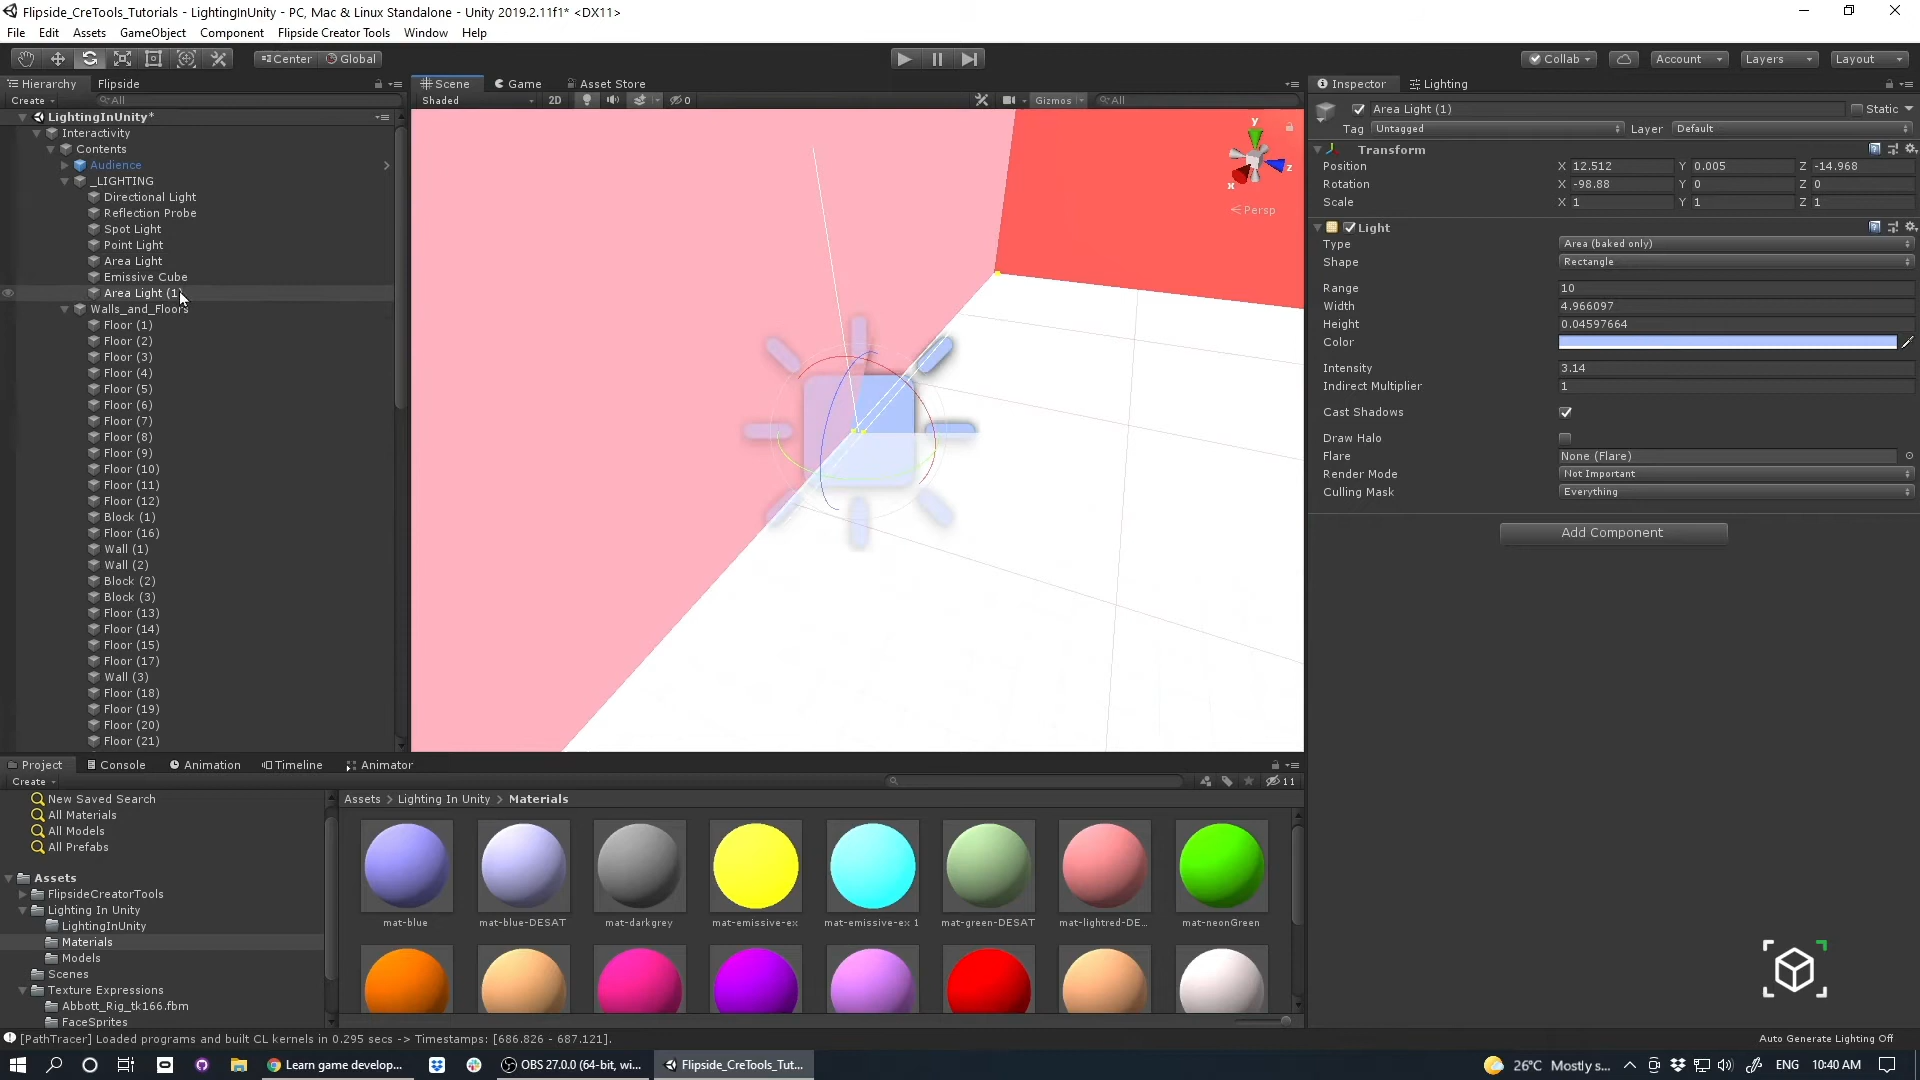 Flipside_CreTools_Tutorials - LightingInUnity - PC, Mac & Linux Standalone - Unity 2019.2.11f1* <DX11>
File Edit Assets GameObject Component Flipside Creator Tools Window Help
Center Global Collab Account Layers Layout
Hierarchy Flipside
Create All
LightingInUnity*
Interactivity
Contents
Audience
_LIGHTING
Directional Light
Reflection Probe
Spot Light
Point Light
Area Light
Emissive Cube
Area Light (1)
Walls_and_Floors
Floor (1)
Floor (2)
Floor (3)
Floor (4)
Floor (5)
Floor (6)
Floor (7)
Floor (8)
Floor (9)
Floor (10)
Floor (11)
Floor (12)
Block (1)
Floor (16)
Wall (1)
Wall (2)
Block (2)
Block (3)
Floor (13)
Floor (14)
Floor (15)
Floor (17)
Wall (3)
Floor (18)
Floor (19)
Floor (20)
Floor (21)
Scene Game Asset Store
Shaded 2D 0 Gizmos All
y
z
x
Persp
Inspector Lighting
Area Light (1) Static
Tag Untagged Layer Default
Transform
Position X 12.512 Y 0.005 Z -14.968
Rotation X -98.88 Y 0 Z 0
Scale X 1 Y 1 Z 1
Light
Type Area (baked only)
Shape Rectangle
Range 10
Width 4.966097
Height 0.04597664
Color
Intensity 3.14
Indirect Multiplier 1
Cast Shadows
Draw Halo
Flare None (Flare)
Render Mode Not Important
Culling Mask Everything
Add Component
Project Console Animation Timeline Animator
Create 11
New Saved Search
All Materials
All Models
All Prefabs
Assets
FlipsideCreatorTools
Lighting In Unity
LightingInUnity
Materials
Models
Scenes
Texture Expressions
Abbott_Rig_tk166.fbm
FaceSprites
Assets > Lighting In Unity > Materials
mat-blue mat-blue-DESAT mat-darkgrey mat-emissive-ex mat-emissive-ex 1 mat-green-DESAT mat-lightred-DE... mat-neonGreen
[PathTracer] Loaded programs and built CL kernels in 0.295 secs -> Timestamps: [686.826 - 687.121].
Auto Generate Lighting Off
Learn game develop... OBS 27.0.0 (64-bit, wi... Flipside_CreTools_Tut... 26°C Mostly s... ENG 10:40 AM